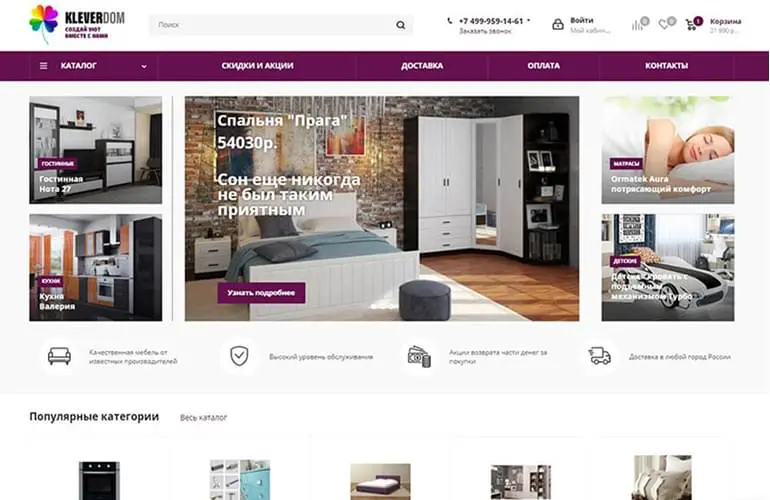 KLEVERDOM
СОЗДАЙ УЮТ
ВМЕСТЕ С НАМИ
Поиск
+7 499-959-14-61
Заказать звонок
Войти
Мой кабин...
0
0
1
Корзина
21 890 р...
КАТАЛОГ
СКИДКИ И АКЦИИ
ДОСТАВКА
ОПЛАТА
КОНТАКТЫ
ГОСТИНЫЕ
Гостинная
Нота 27
КУХНИ
Кухня
Валерия
Спальня "Прага"
54030р.
Сон еще никогда
не был таким
приятным
Узнать подробнее
МАТРАСЫ
Ormatek Aura
потрясающий комфорт
ДЕТСКИЕ
Детская кровать с
подъемным
механизмом Турбо
Качественная мебель от
известных производителей
Высокий уровень обслуживания
Акции возврата части денег за
покупки
Доставка в любой город России
Популярные категории
Весь каталог